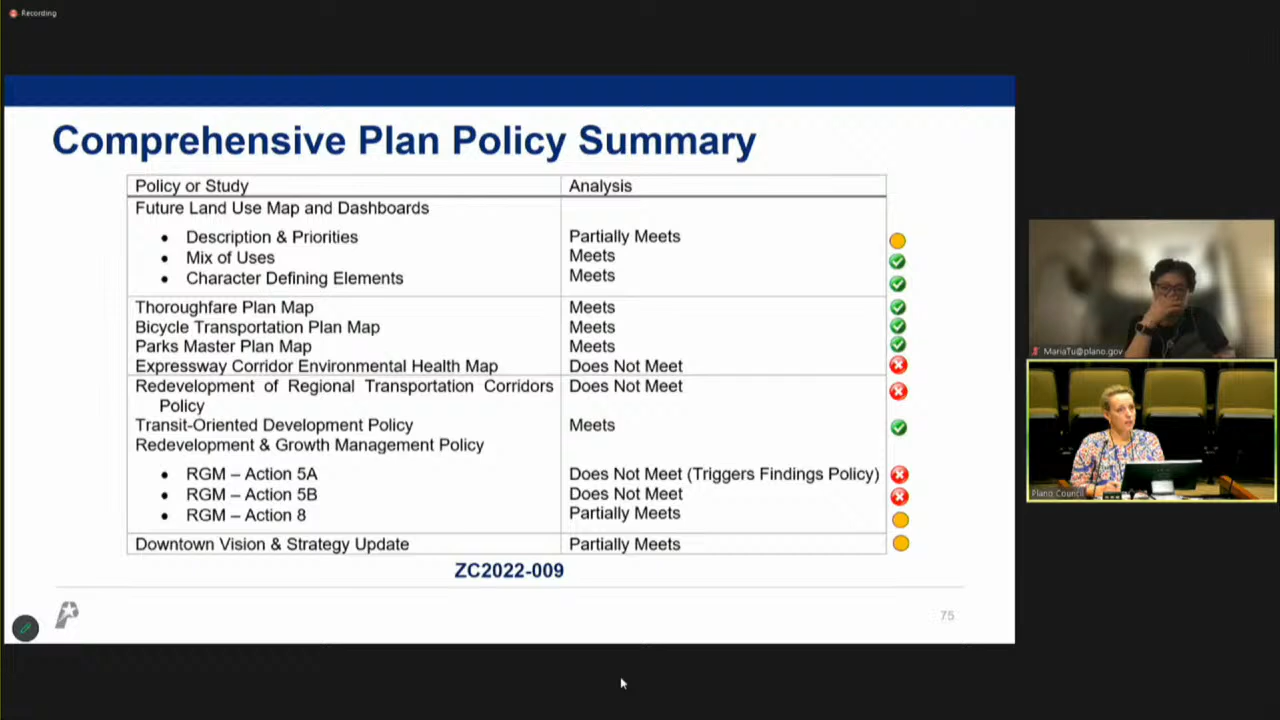 Recording
Comprehensive Plan Policy Summary
Policy or Study Analysis
Future Land Use Map and Dashboards
• Description & Priorities Partially Meets
• Mix of Uses Meets
• Character Defining Elements Meets
Thoroughfare Plan Map Meets
Bicycle Transportation Plan Map Meets
Parks Master Plan Map Meets
Expressway Corridor Environmental Health Map Does Not Meet
Redevelopment of Regional Transportation Corridors Does Not Meet
Policy
Transit-Oriented Development Policy Meets
Redevelopment & Growth Management Policy
• RGM – Action 5A Does Not Meet (Triggers Findings Policy)
• RGM – Action 5B Does Not Meet
• RGM – Action 8 Partially Meets
Downtown Vision & Strategy Update Partially Meets
ZC2022-009
75
MariaTu@plano.gov
Plano Council